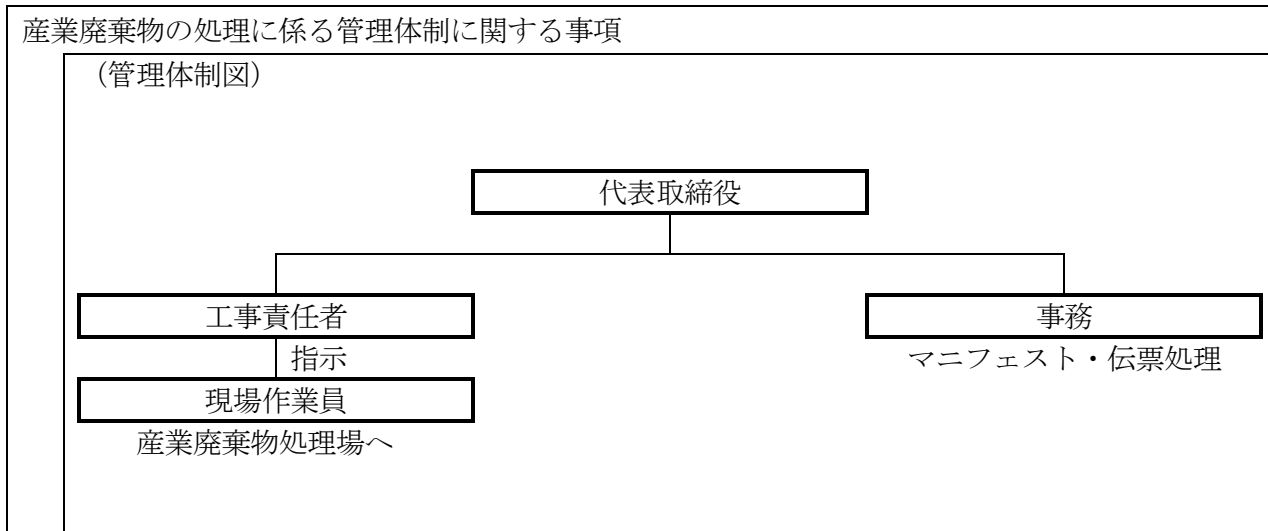 産業廃棄物の処理に係る管理体制に関する事項
（管理体制図）
代表取締役
工事責任者
事務
指示
マニフェスト・伝票処理
現場作業員
産業廃棄物処理場へ